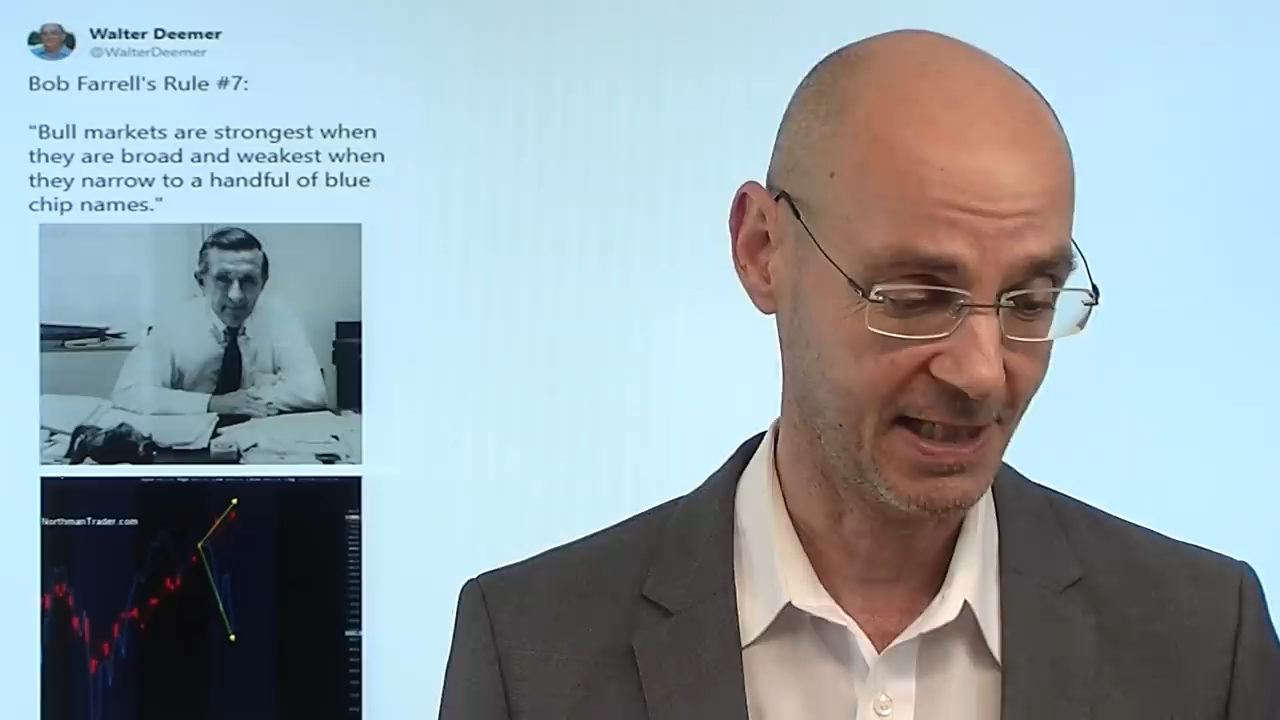 Walter Deemer
@WalterDeemer
Bob Farrell's Rule #7:
"Bull markets are strongest when
they are broad and weakest when
they narrow to a handful of blue
chip names."
NorthmanTrader.com